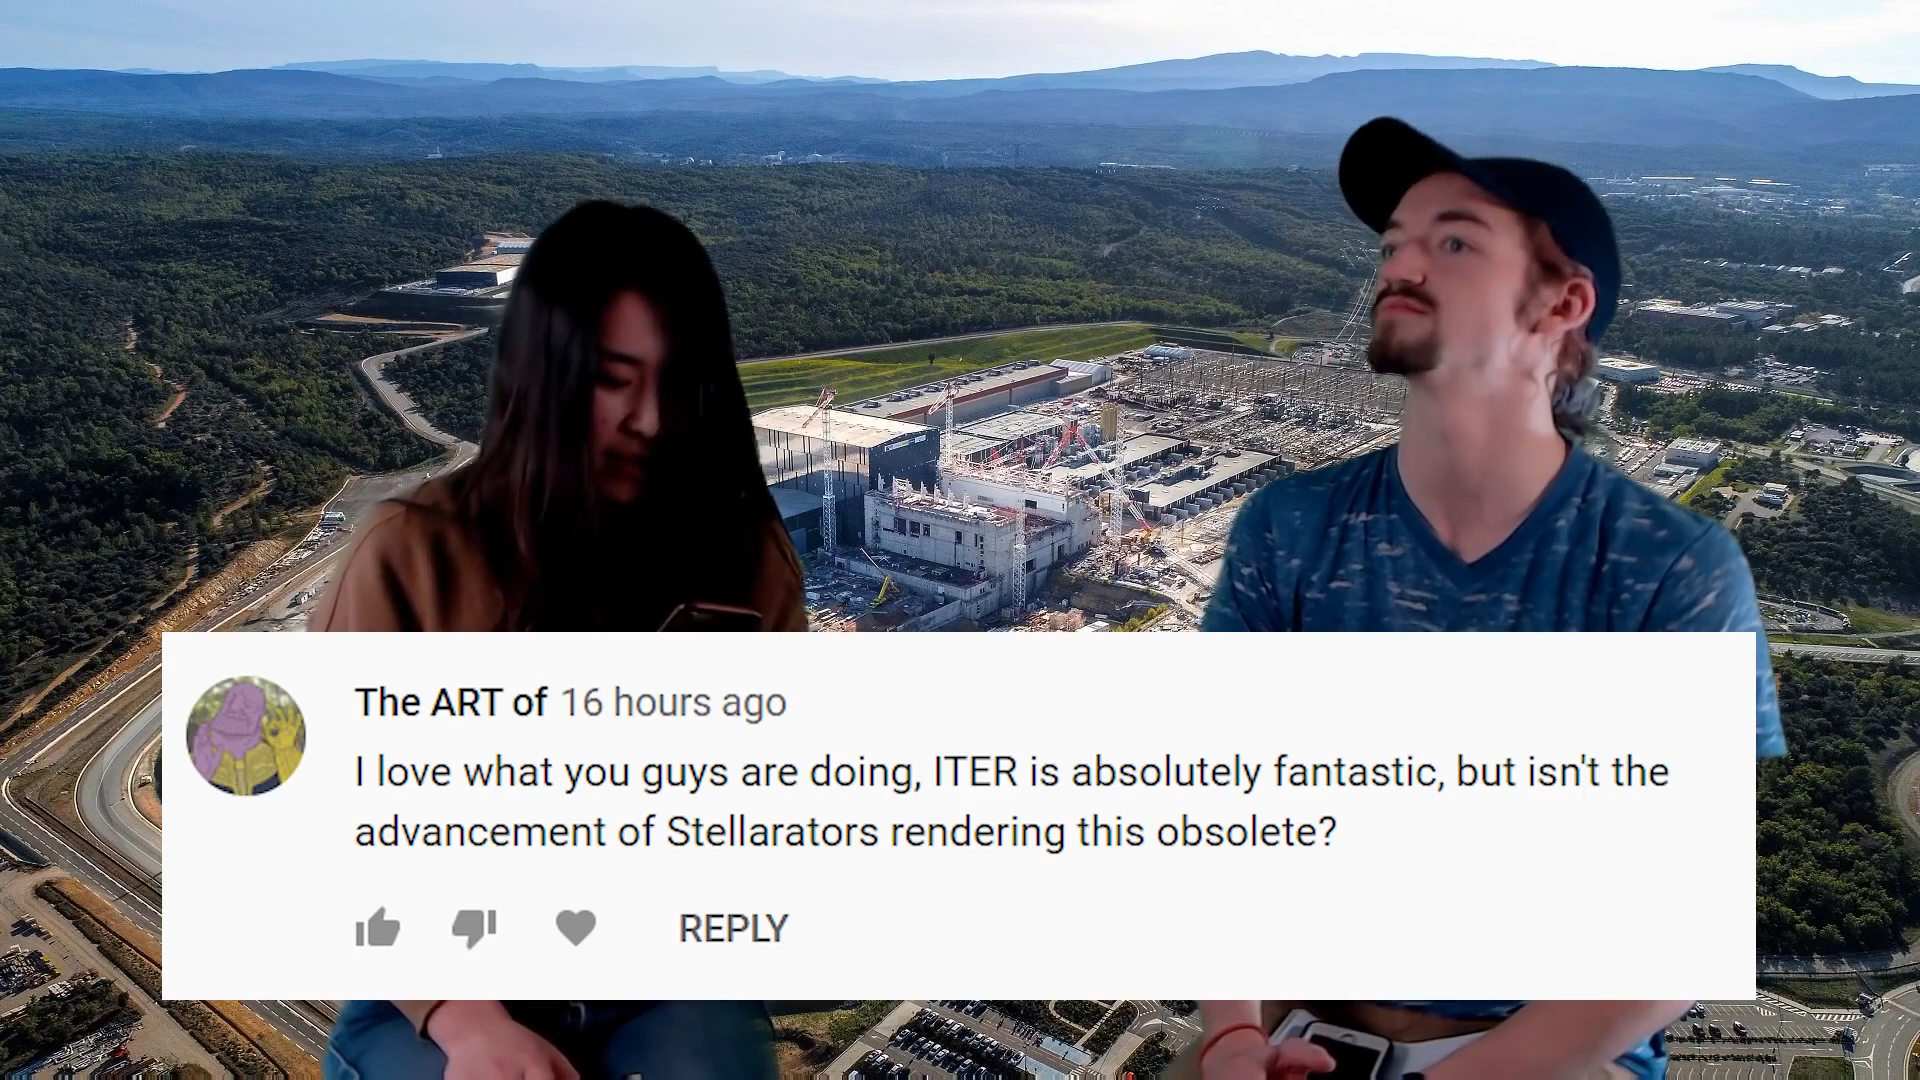 The ART of 16 hours ago
I love what you guys are doing, ITER is absolutely fantastic, but isn't the
advancement of Stellarators rendering this obsolete?
REPLY